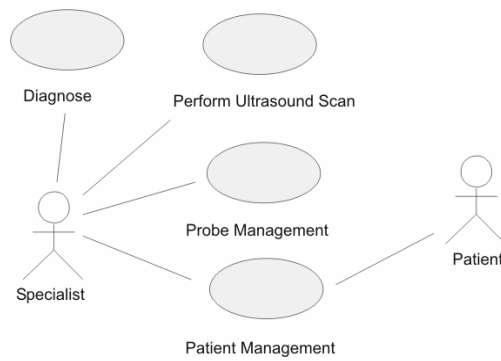 Diagnose
Perform Ultrasound Scan
Probe Management
Specialist
Patient
Patient Management